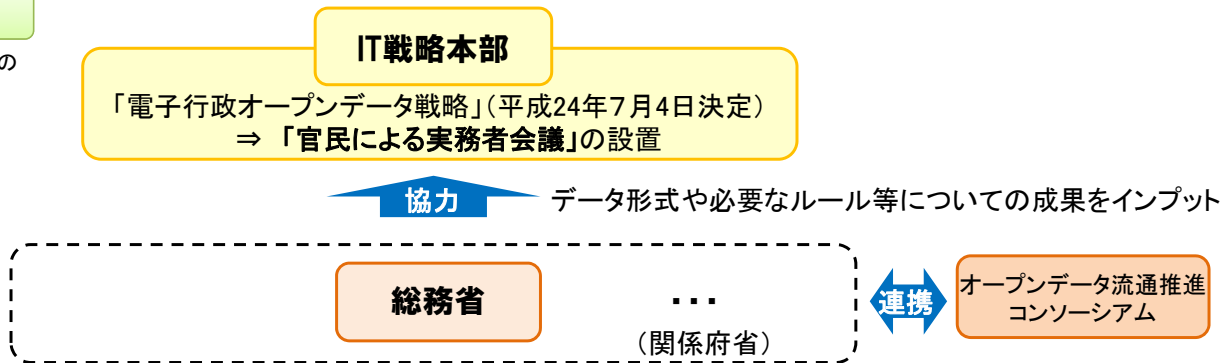 の
IT戦略本部
「電子行政オープンデータ戦略」（平成24年７月4日決定）
⇒ 「官民による実務者会議」の設置
協力
データ形式や必要なルール等についての成果をインプット
総務省
・・・
（関係府省）
連携
オープンデータ流通推進
コンソーシアム